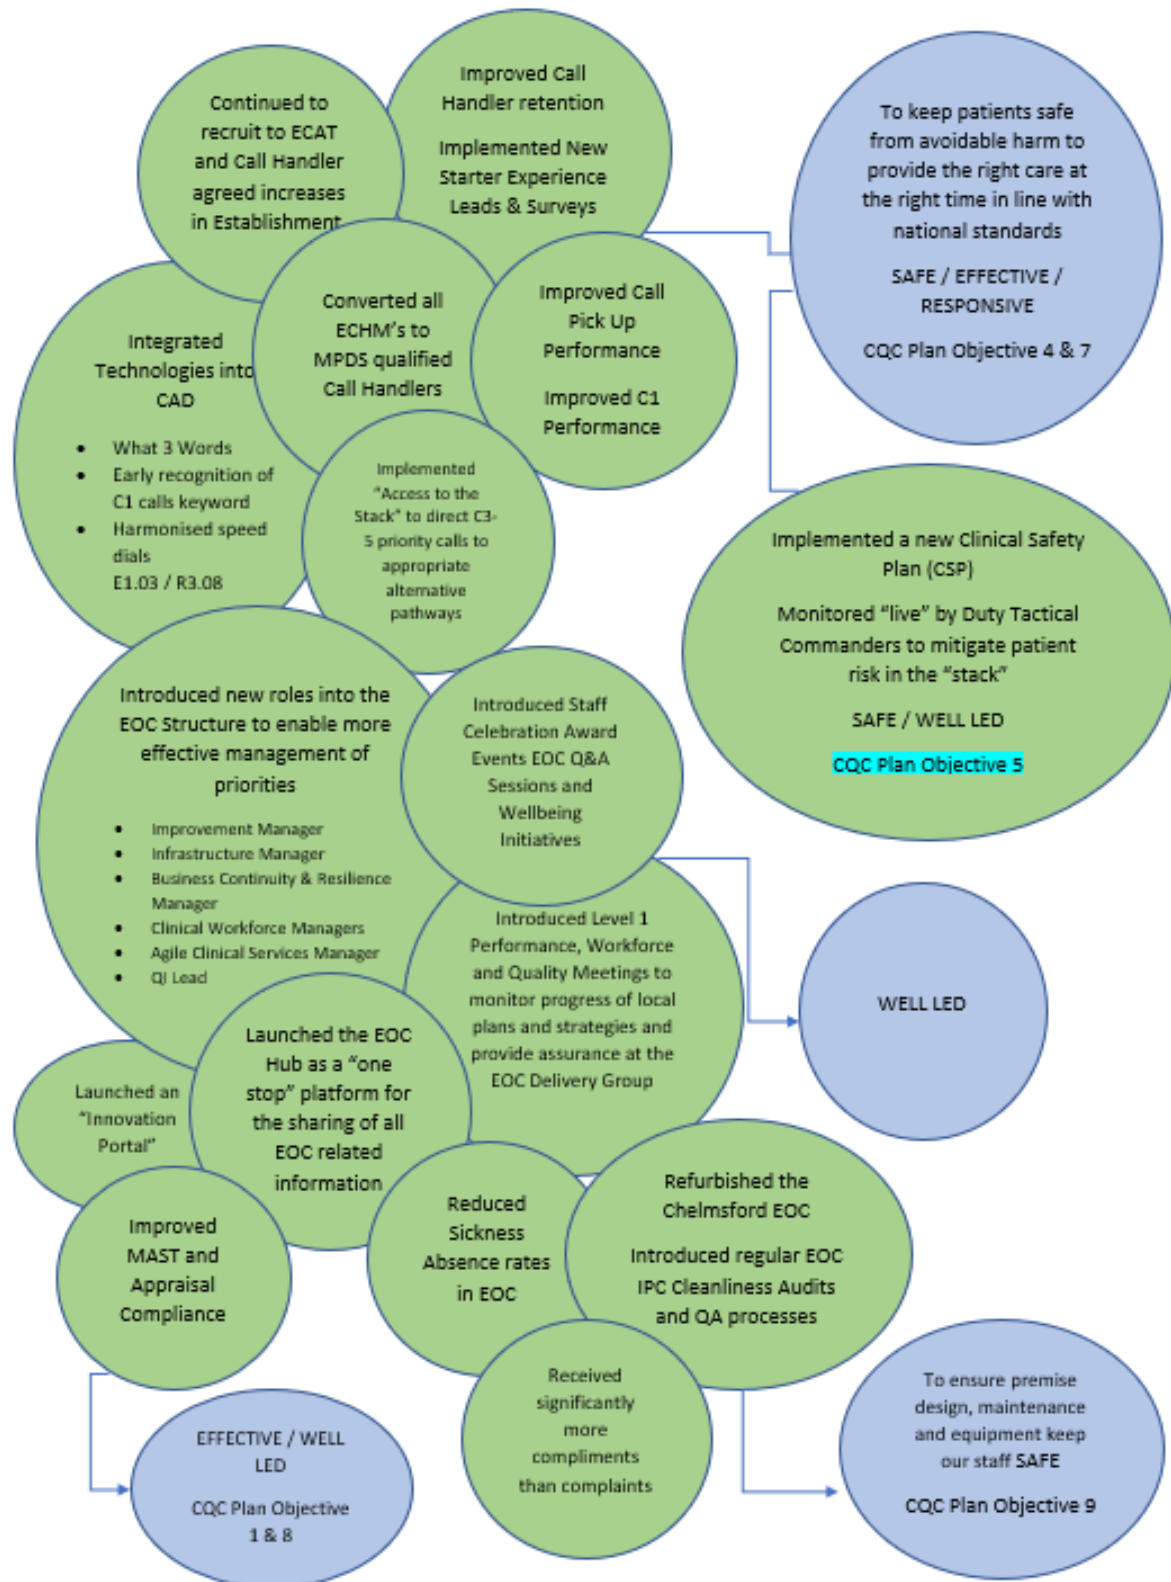 Continued to
recruit to ECAT
and Call Handler
agreed increases
in Establishment
Improved Call
Handler retention
Implemented New
Starter Experience
Leads & Surveys
To keep patients safe
from avoidable harm to
provide the right care at
the right time in line with
national standards
SAFE / EFFECTIVE /
RESPONSIVE
CQC Plan Objective 4 & 7
Integrated
Technologies into
CAD
• What 3 Words
• Early recognition of
C1 calls keyword
• Harmonised speed
dials
E1.03 / R3.08
Converted all
ECHM's to
MPDS qualified
Call Handlers
Improved Call
Pick Up
Performance
Improved C1
Performance
Implemented
"Access to the
Stack" to direct C3-
5 priority calls to
appropriate
alternative
pathways
Implemented a new Clinical Safety
Plan (CSP)
Monitored "live" by Duty Tactical
Commanders to mitigate patient
risk in the "stack"
SAFE / WELL LED
CQC Plan Objective 5
Introduced new roles into the
EOC Structure to enable more
effective management of
priorities
• Improvement Manager
• Infrastructure Manager
• Business Continuity & Resilience
Manager
• Clinical Workforce Managers
• Agile Clinical Services Manager
• QI Lead
Introduced Staff
Celebration Award
Events EOC Q&A
Sessions and
Wellbeing
Initiatives
Introduced Level 1
Performance, Workforce
and Quality Meetings to
monitor progress of local
plans and strategies and
provide assurance at the
EOC Delivery Group
WELL LED
Launched an
"Innovation
Portal"
Launched the EOC
Hub as a "one
stop" platform for
the sharing of all
EOC related
information
Improved
MAST and
Appraisal
Compliance
Reduced
Sickness
Absence rates
in EOC
Refurbished the
Chelmsford EOC
Introduced regular EOC
IPC Cleanliness Audits
and QA processes
Received
significantly
more
compliments
than complaints
EFFECTIVE / WELL
LED
CQC Plan Objective
1 & 8
To ensure premise
design, maintenance
and equipment keep
our staff SAFE
CQC Plan Objective 9